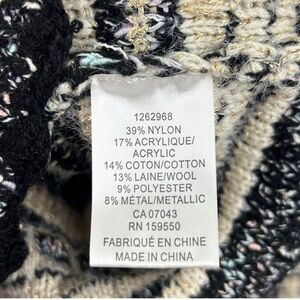 1262968
39% NYLON
17% ACRYLIQUE/
ACRYLIC
14% COTON/COTTON
13% LAINE/WOOL
9% POLYESTER
8% MÉTAL/METALLIC
CA 07043
RN 159550
FABRIQUÉ EN CHINE
MADE IN CHINA